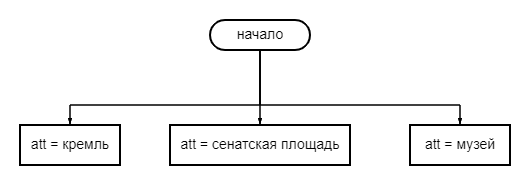 начало
att = кремль
att = сенатская площадь
att = музей